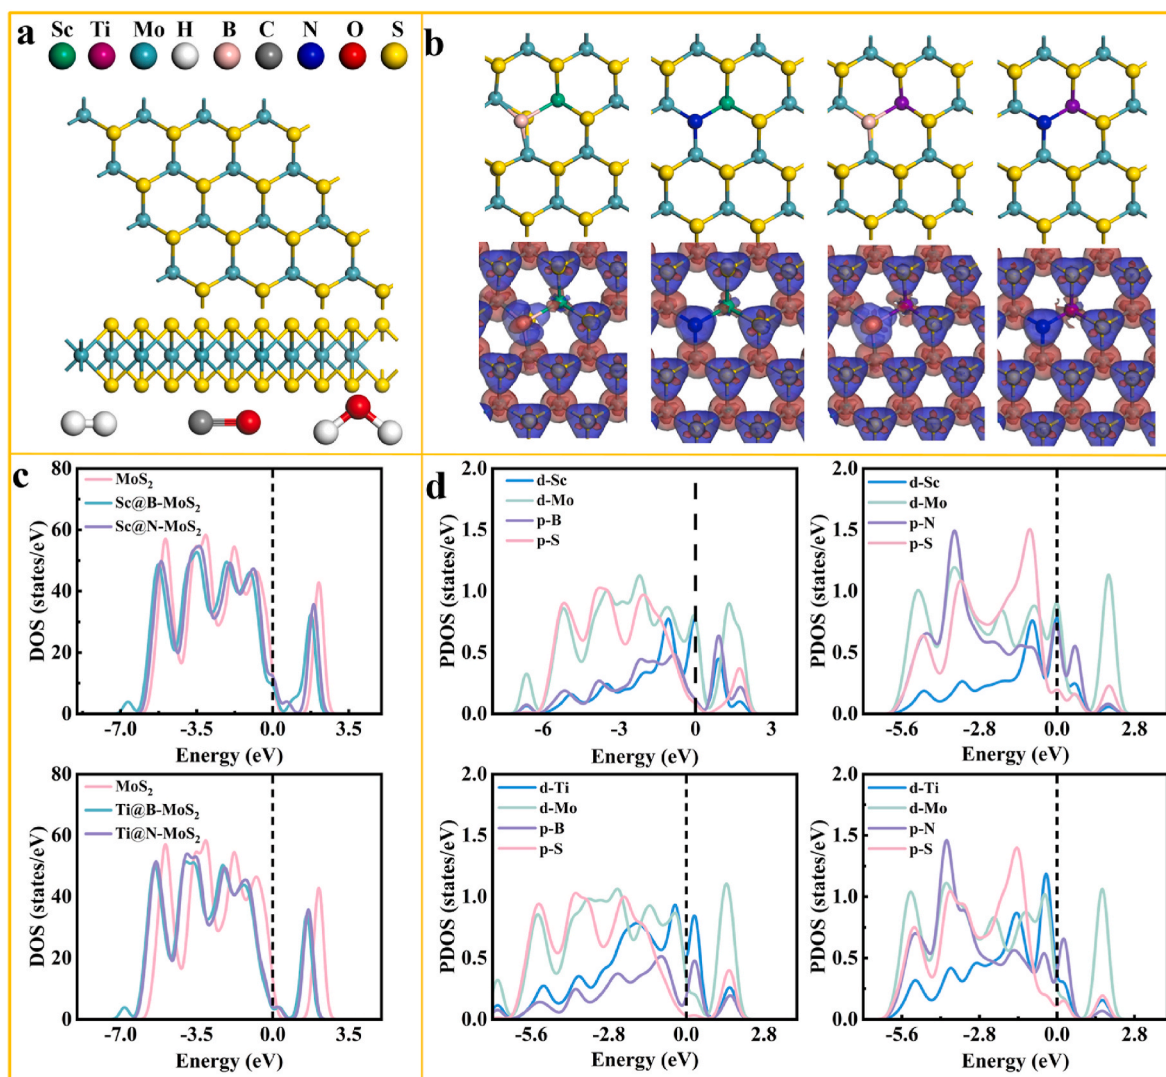 a
Sc Ti Mo H B C N O S
b
c
80
60
40
20
0
DOS (states/eV)
MoS₂
Sc@B-MoS₂
Sc@N-MoS₂
-7.0 -3.5 0.0 3.5
Energy (eV)
80
60
40
20
0
DOS (states/eV)
MoS₂
Ti@B-MoS₂
Ti@N-MoS₂
-7.0 -3.5 0.0 3.5
Energy (eV)
d
2.0
1.5
1.0
0.5
0.0
PDOS (states/eV)
d-Sc
d-Mo
p-B
p-S
-6 -3 0 3
Energy (eV)
2.0
1.5
1.0
0.5
0.0
PDOS (states/eV)
d-Sc
d-Mo
p-N
p-S
-5.6 -2.8 0.0 2.8
Energy (eV)
2.0
1.5
1.0
0.5
0.0
PDOS (states/eV)
d-Ti
d-Mo
p-B
p-S
-5.6 -2.8 0.0 2.8
Energy (eV)
2.0
1.5
1.0
0.5
0.0
PDOS (states/eV)
d-Ti
d-Mo
p-N
p-S
-5.6 -2.8 0.0 2.8
Energy (eV)